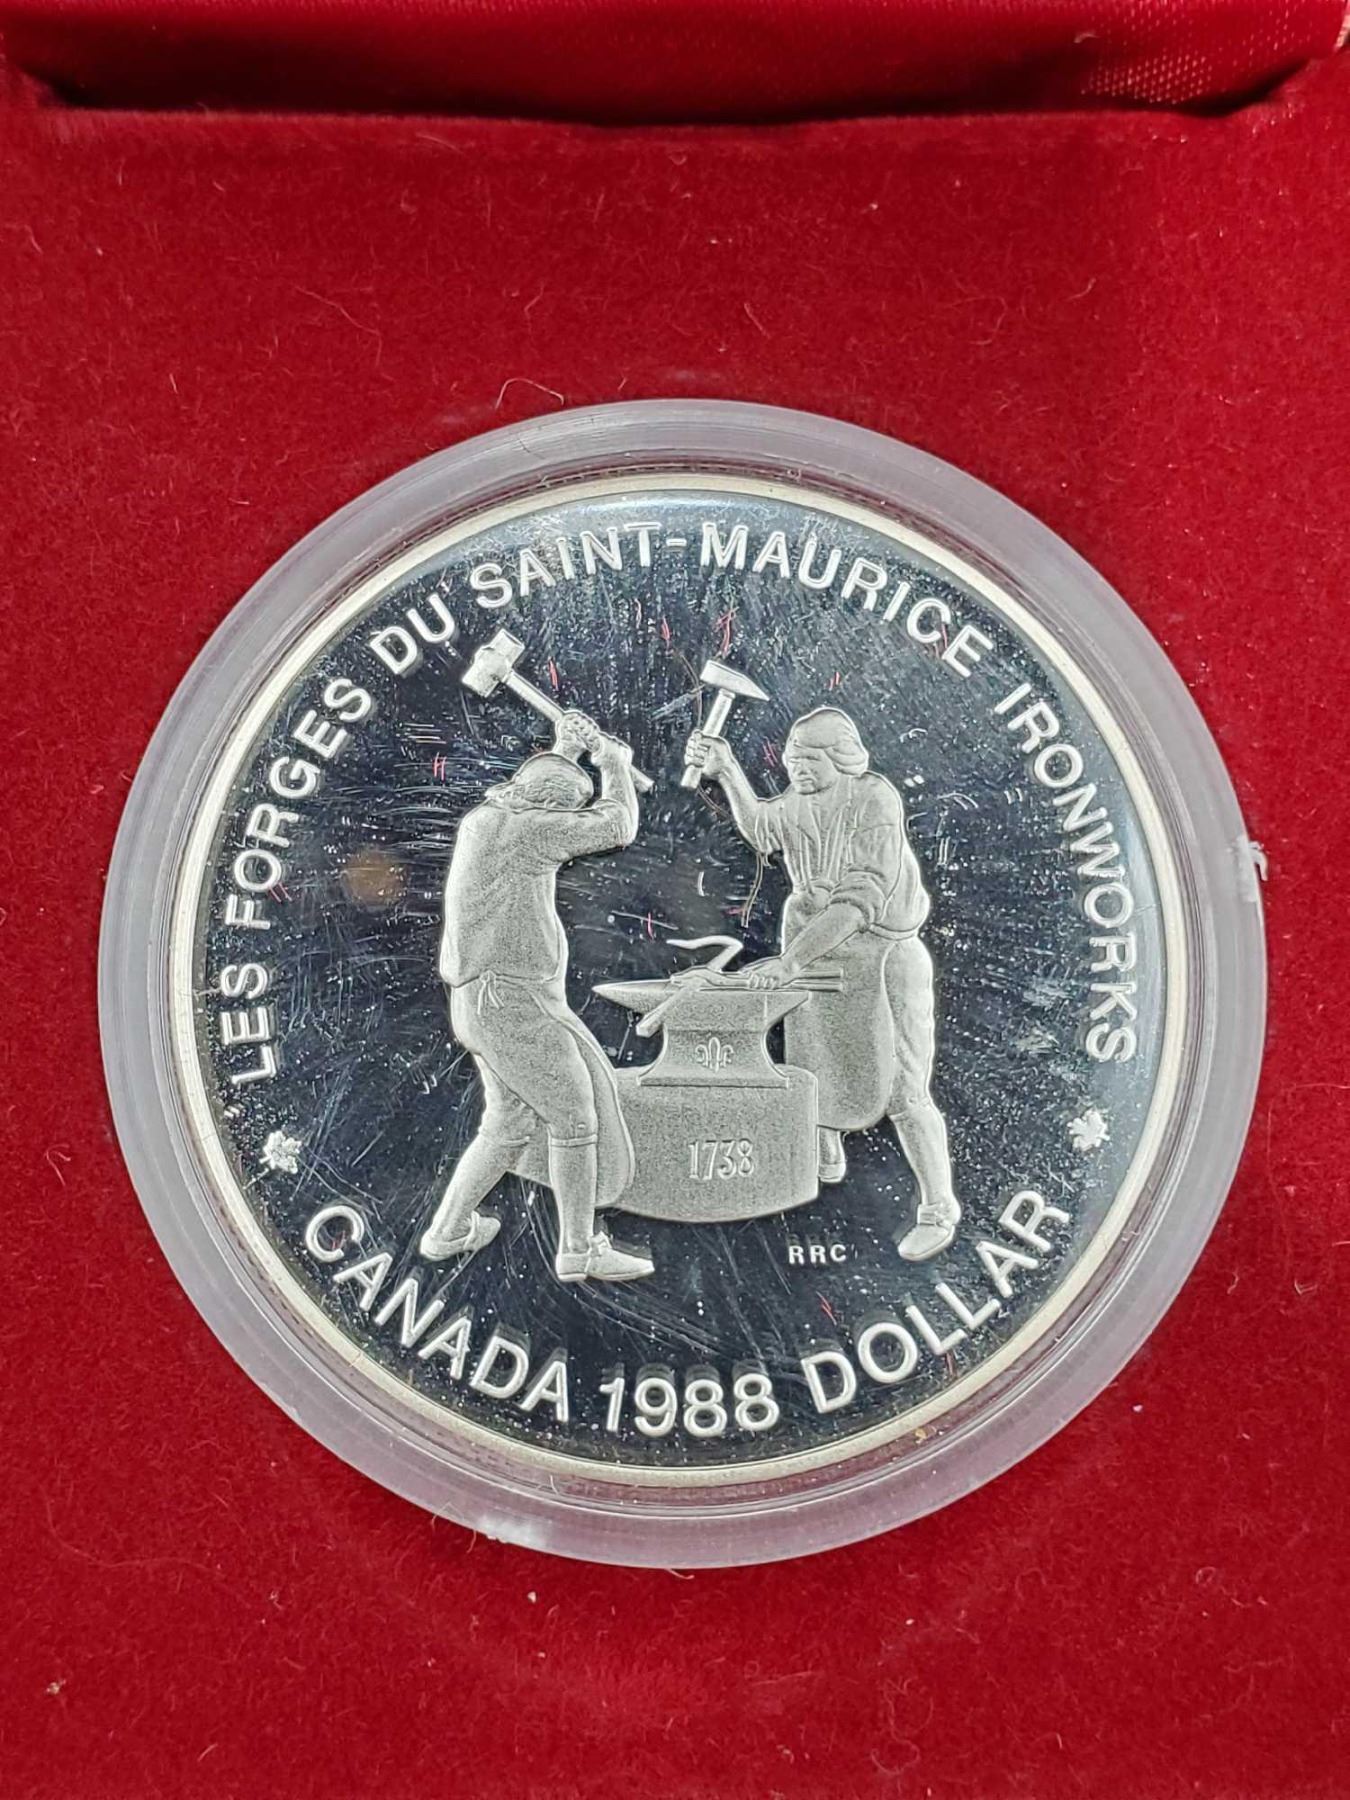 LES FORGES DU SAINT-MAURICE IRONWORKS
1738
RRC
CANADA 1988 DOLLAR